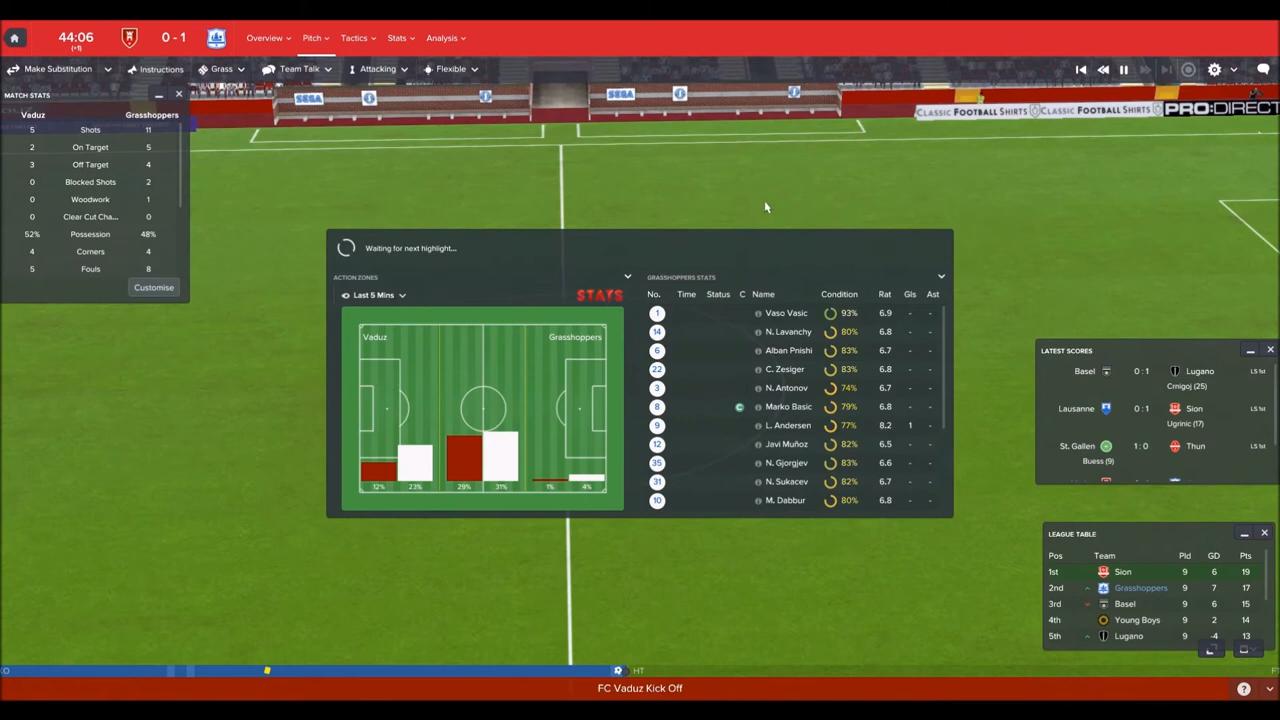 44:06
(+1)
0 - 1
Overview
Pitch
Tactics
Stats
Analysis
Make Substitution
Instructions
Grass
Team Talk
Attacking
Flexible
SEGA
SEGA
CLASSIC FOOTBALL SHIRTS
CLASSIC FOOTBALL SHIRTS
PRO:DIRECT
MATCH STATS
Vaduz Grasshoppers
5 Shots 11
2 On Target 5
3 Off Target 4
0 Blocked Shots 2
0 Woodwork 1
0 Clear Cut Cha... 0
52% Possession 48%
4 Corners 4
5 Fouls 8
Customise
Waiting for next highlight...
ACTION ZONES
Last 5 Mins
STATS
Vaduz Grasshoppers
12% 23% 29% 31% 1% 4%
GRASSHOPPERS STATS
No. Time Status C Name Condition Rat Gls Ast
1 Vaso Vasic 93% 6.9 - -
14 N. Lavanchy 80% 6.8 - -
6 Alban Pnishi 83% 6.7 - -
22 C. Zesiger 83% 6.8 - -
3 N. Antonov 74% 6.7 - -
8 C Marko Basic 79% 6.8 - -
9 L. Andersen 77% 8.2 1 -
12 Javi Muñoz 82% 6.5 - -
35 N. Gjorgjev 83% 6.6 - -
31 N. Sukacev 82% 6.7 - -
10 M. Dabbur 80% 6.8 - -
LATEST SCORES
Basel 0 : 1 Lugano LS 1st
Crnigoj (25)
Lausanne 0 : 1 Sion LS 1st
Ugrinic (17)
St. Gallen 1 : 0 Thun LS 1st
Buess (9)
LEAGUE TABLE
Pos Team Pld GD Pts
1st Sion 9 6 19
2nd Grasshoppers 9 7 17
3rd Basel 9 6 15
4th Young Boys 9 2 14
5th Lugano 9 -4 13
KO
HT
FC Vaduz Kick Off
?